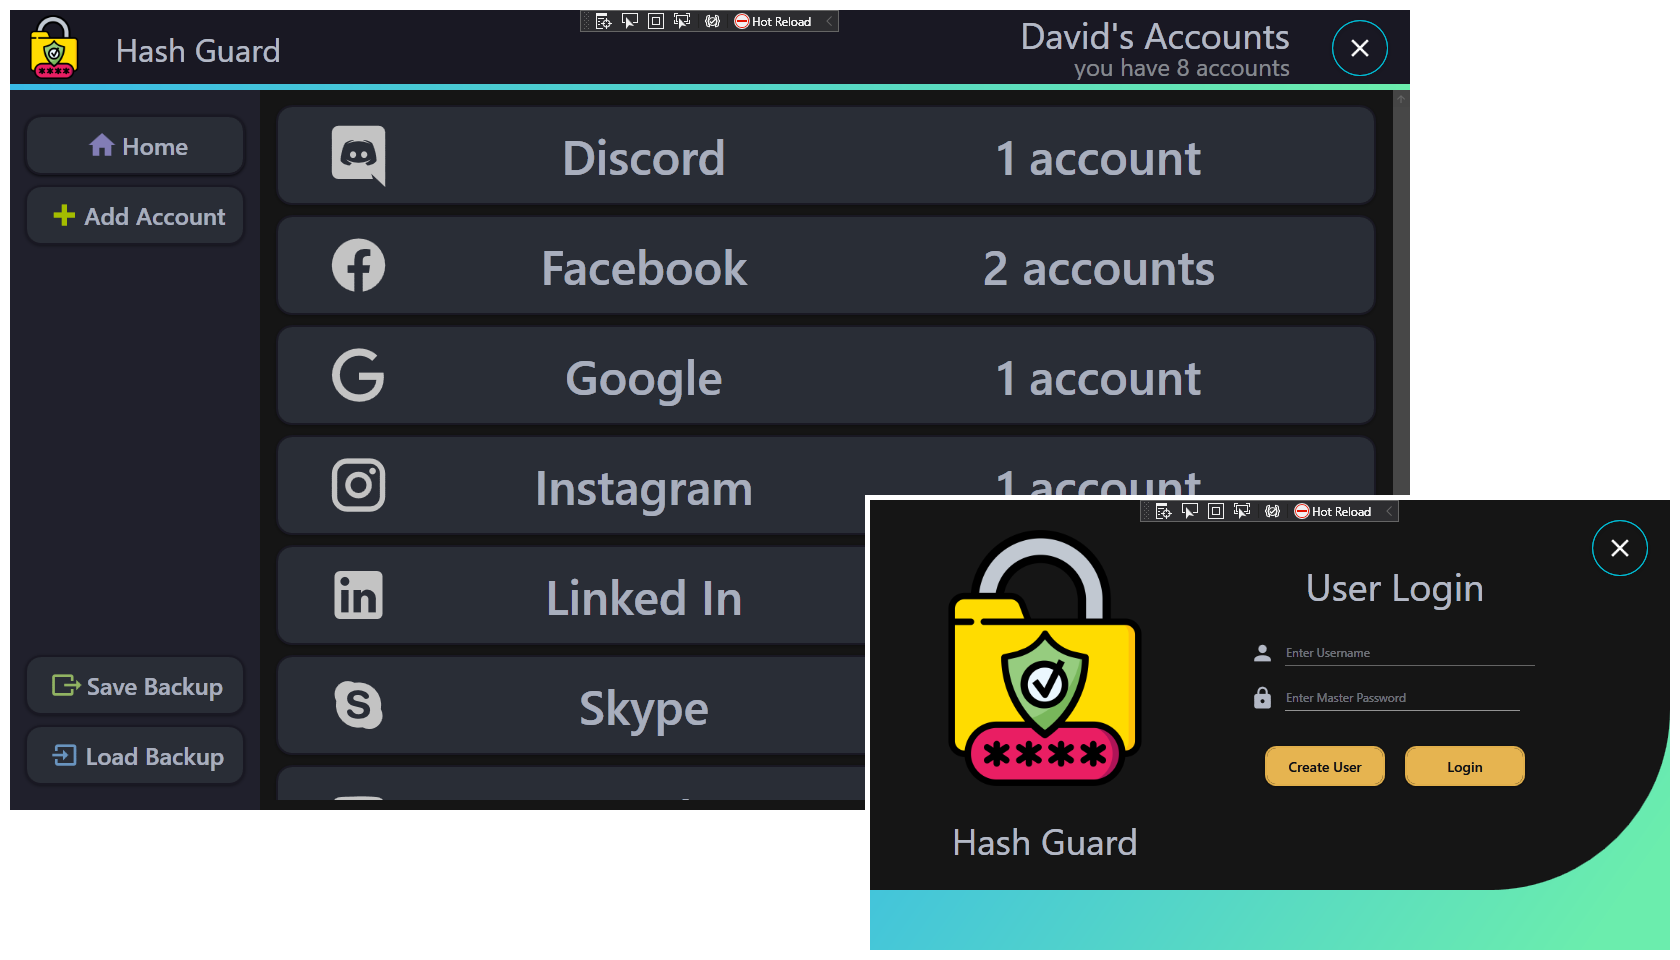 Hot Reload
Hash Guard
David's Accounts
you have 8 accounts
Home
Add Account
Save Backup
Load Backup
Discord 1 account
Facebook 2 accounts
Google 1 account
Instagram 1 account
Linked In
Skype
Hot Reload
****
Hash Guard
User Login
Enter Username
Enter Master Password
Create User Login